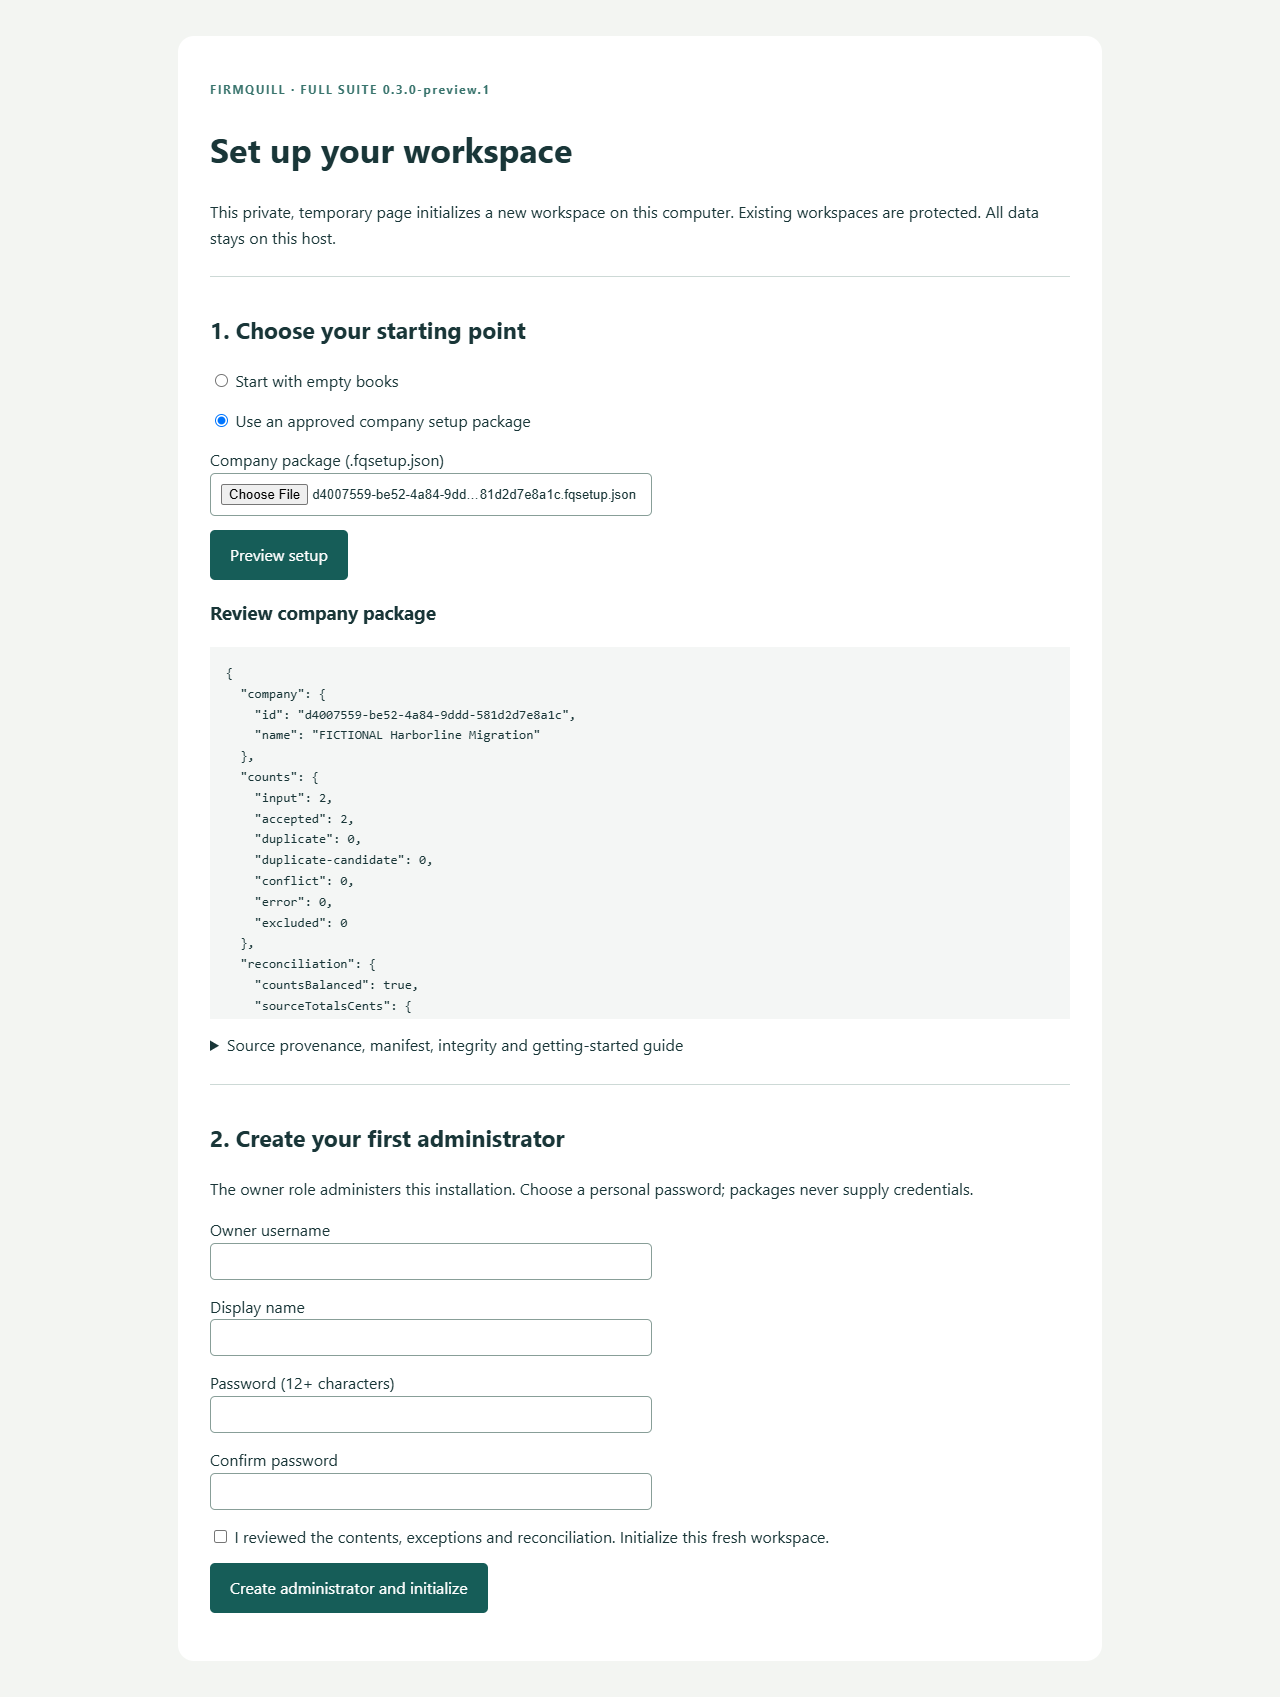 FIRMQUILL · FULL SUITE 0.3.0-preview.1
Set up your workspace
This private, temporary page initializes a new workspace on this computer. Existing workspaces are protected. All data
stays on this host.
1. Choose your starting point
Start with empty books
Use an approved company setup package
Company package (.fqsetup.json)
Choose File d4007559-be52-4a84-9dd...81d2d7e8a1c.fqsetup.json
Preview setup
Review company package
{
  "company": {
    "id": "d4007559-be52-4a84-9ddd-581d2d7e8a1c",
    "name": "FICTIONAL Harborline Migration"
  },
  "counts": {
    "input": 2,
    "accepted": 2,
    "duplicate": 0,
    "duplicate-candidate": 0,
    "conflict": 0,
    "error": 0,
    "excluded": 0
  },
  "reconciliation": {
    "countsBalanced": true,
    "sourceTotalsCents": {
Source provenance, manifest, integrity and getting-started guide
2. Create your first administrator
The owner role administers this installation. Choose a personal password; packages never supply credentials.
Owner username
Display name
Password (12+ characters)
Confirm password
I reviewed the contents, exceptions and reconciliation. Initialize this fresh workspace.
Create administrator and initialize